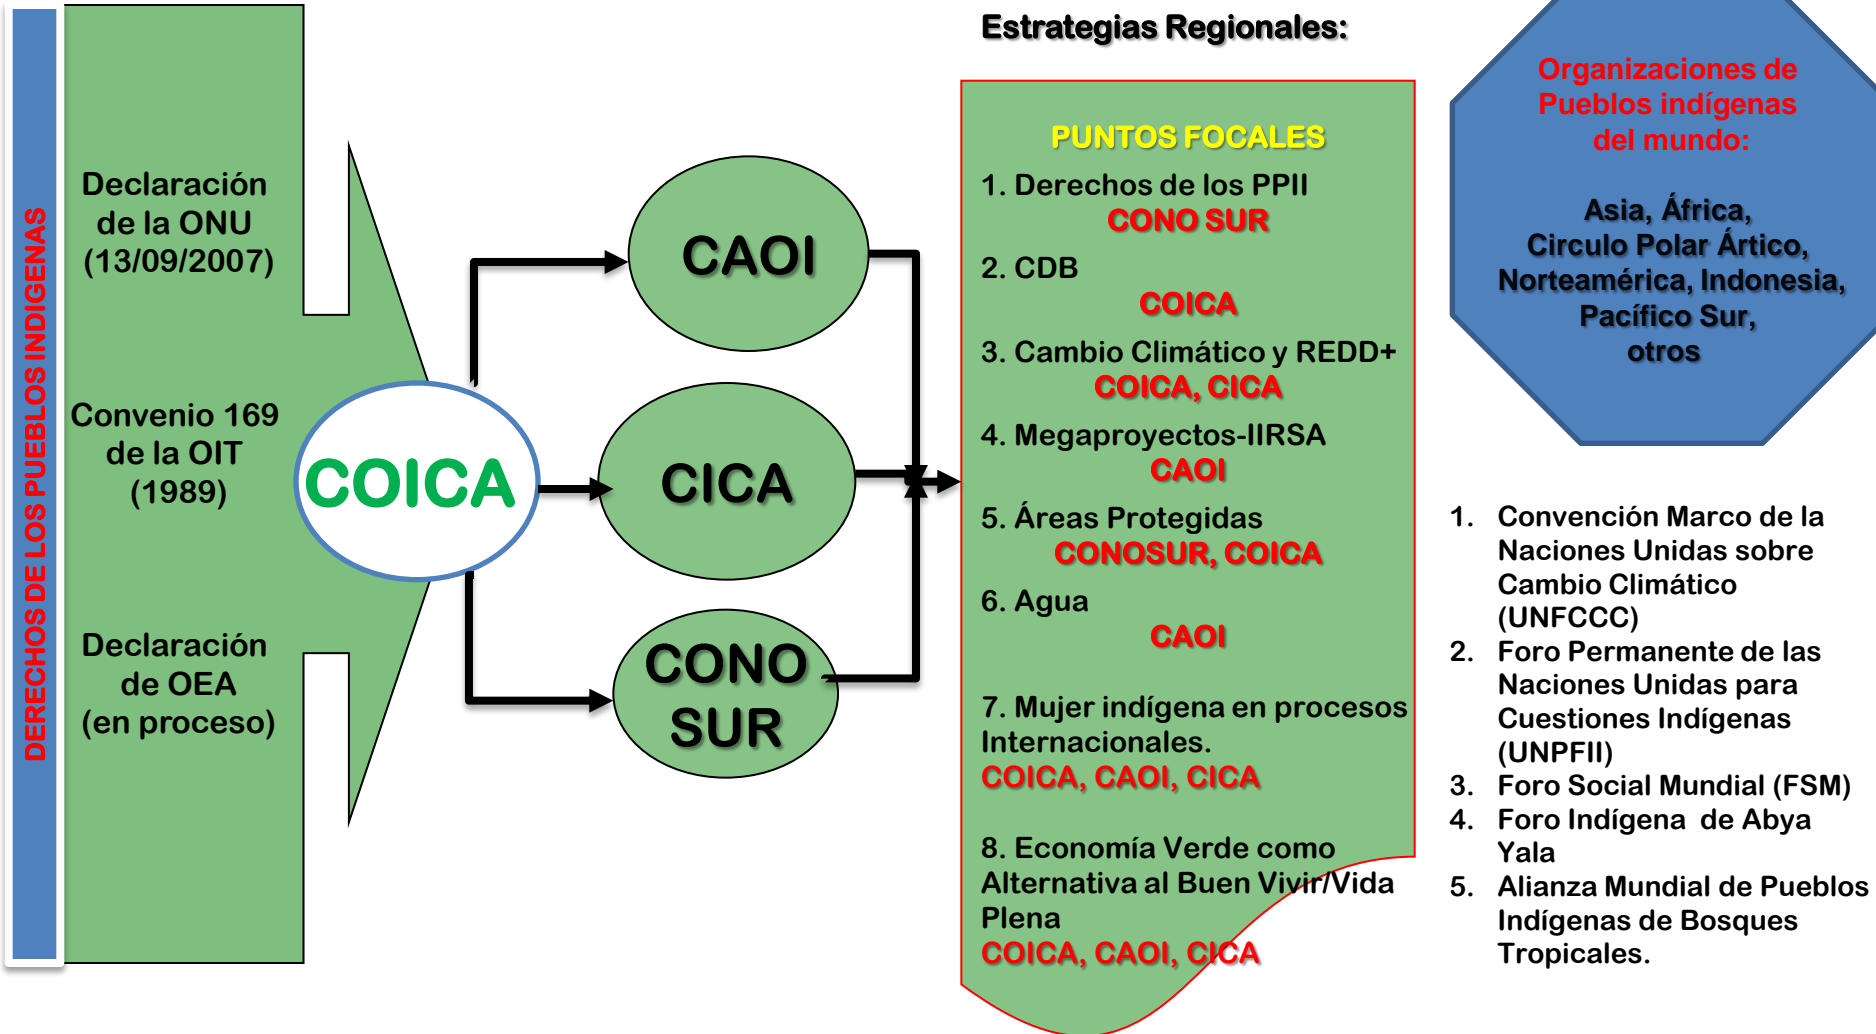 DERECHOS DE LOS PUEBLOS INDIGENAS
Declaración
de la ONU
(13/09/2007)
Convenio 169
de la OIT
(1989)
Declaración
de OEA
(en proceso)
COICA
CAOI
CICA
CONO
SUR
Estrategias Regionales:
PUNTOS FOCALES
1. Derechos de los PPII
CONO SUR
2. CDB
COICA
3. Cambio Climático y REDD+
COICA, CICA
4. Megaproyectos-IIRSA
CAOI
5. Áreas Protegidas
CONOSUR, COICA
6. Agua
CAOI
7. Mujer indígena en procesos
Internacionales.
COICA, CAOI, CICA
8. Economía Verde como
Alternativa al Buen Vivir/Vida
Plena
COICA, CAOI, CICA
Organizaciones de
Pueblos indígenas
del mundo:
Asia, África,
Circulo Polar Ártico,
Norteamérica, Indonesia,
Pacífico Sur,
otros
1. Convención Marco de la
Naciones Unidas sobre
Cambio Climático
(UNFCCC)
2. Foro Permanente de las
Naciones Unidas para
Cuestiones Indígenas
(UNPFII)
3. Foro Social Mundial (FSM)
4. Foro Indígena de Abya
Yala
5. Alianza Mundial de Pueblos
Indígenas de Bosques
Tropicales.